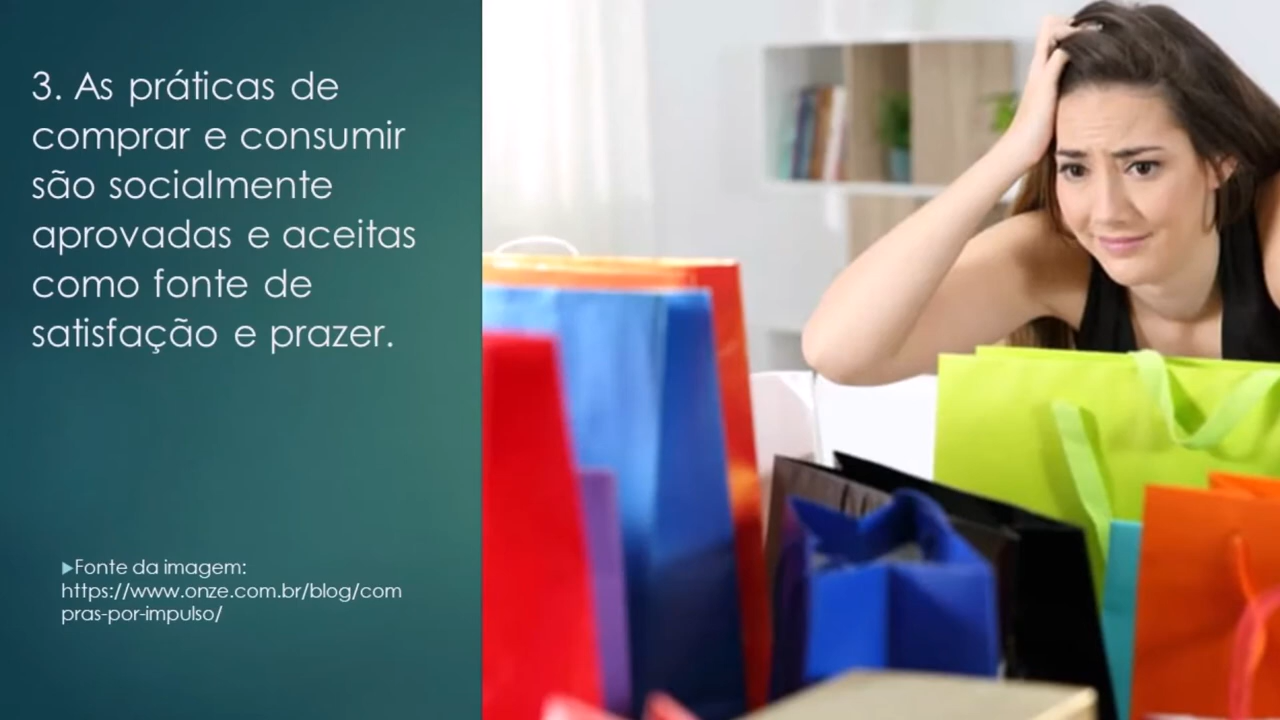 3. As práticas de
comprar e consumir
são socialmente
aprovadas e aceitas
como fonte de
satisfação e prazer.
▶Fonte da imagem:
https://www.onze.com.br/blog/com
pras-por-impulso/